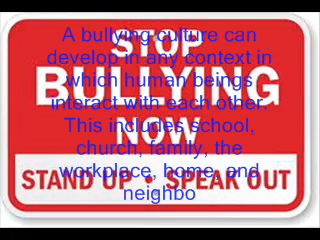 A bullying culture can
develop in any context in
which human beings
interact with each other.
This includes school,
church, family, the
workplace, home, and
neighbo
STOP
BULLYING
NOW
STAND UP • SPEAK OUT